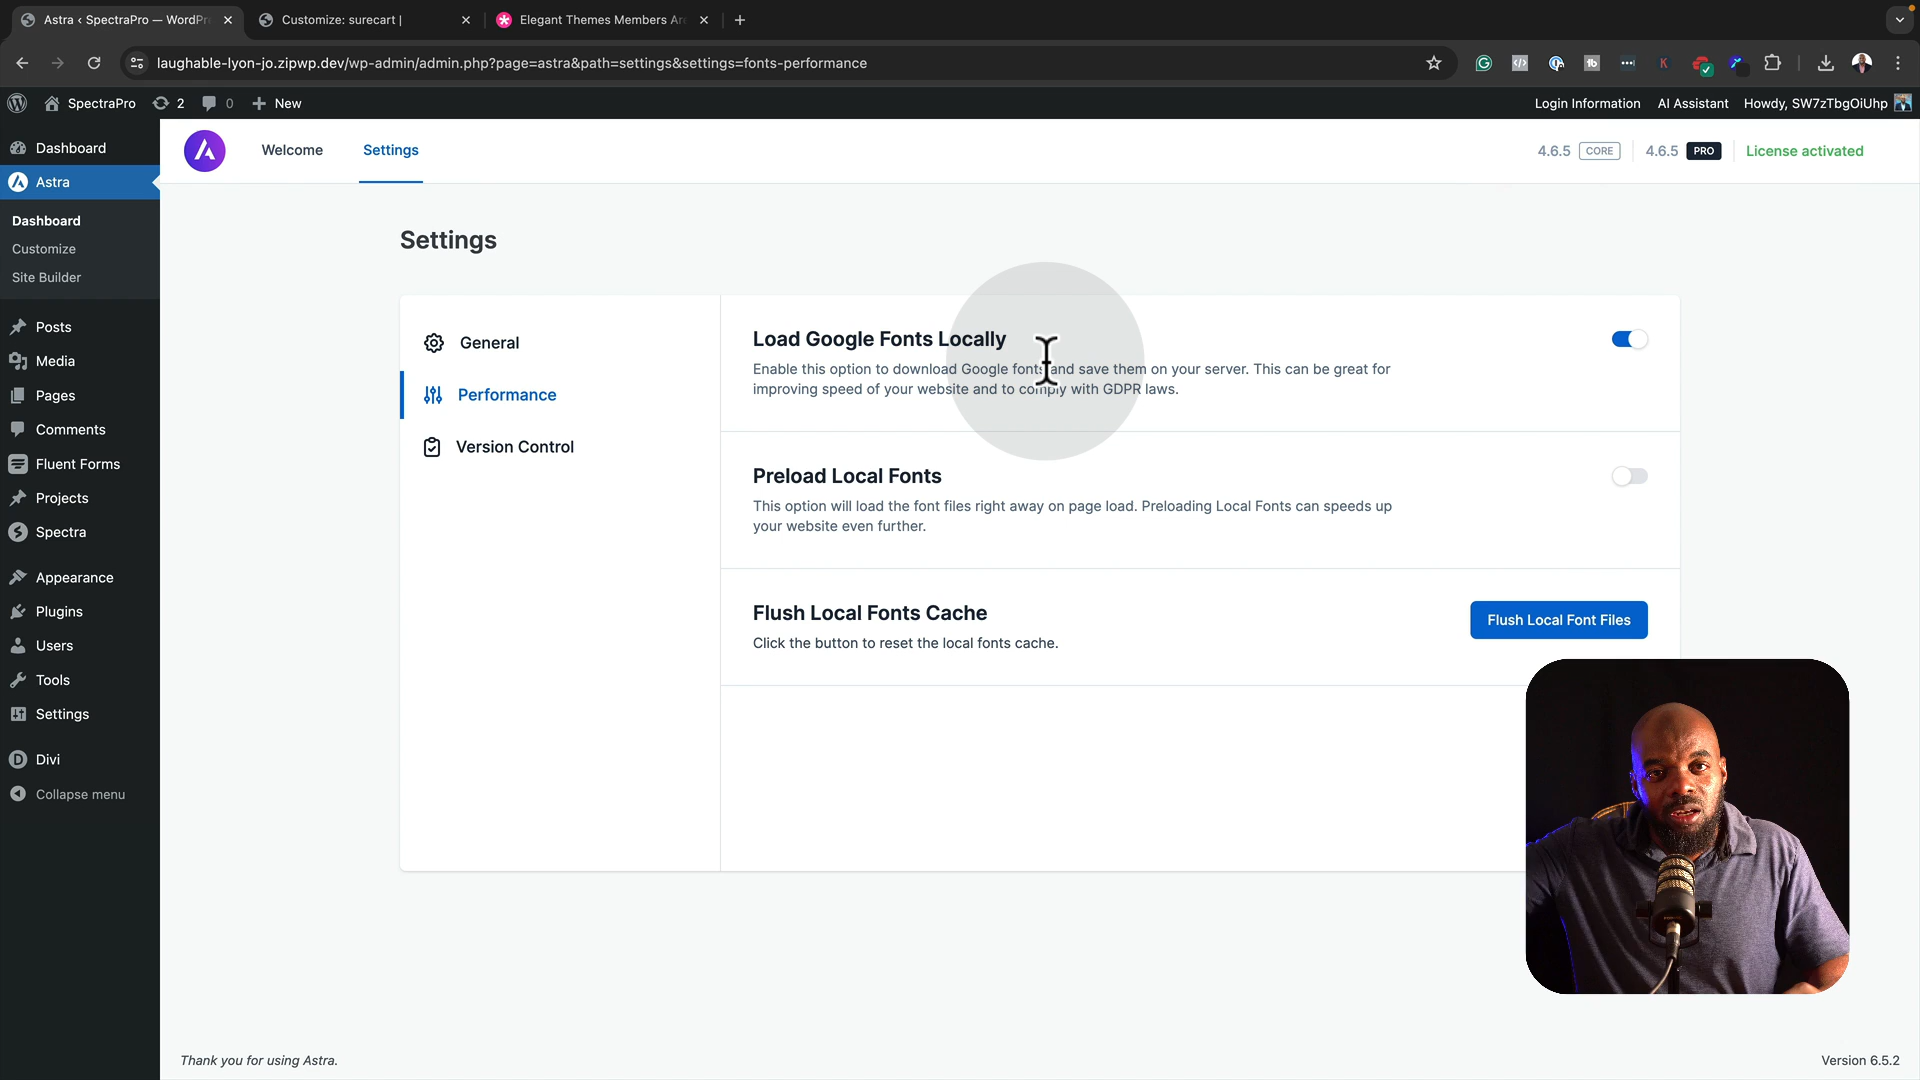 Astra ‹ SpectraPro — WordPr
Customize: surecart |
Elegant Themes Members Ar
laughable-lyon-jo.zipwp.dev/wp-admin/admin.php?page=astra&path=settings&settings=fonts-performance
SpectraPro
2
0
New
Login Information
AI Assistant
Howdy, SW7zTbgOiUhp
Dashboard
Astra
Dashboard
Customize
Site Builder
Posts
Media
Pages
Comments
Fluent Forms
Projects
Spectra
Appearance
Plugins
Users
Tools
Settings
Divi
Collapse menu
Welcome
Settings
4.6.5 CORE
4.6.5 PRO
License activated
Settings
General
Performance
Version Control
Load Google Fonts Locally
Enable this option to download Google fonts and save them on your server. This can be great for
improving speed of your website and to comply with GDPR laws.
Preload Local Fonts
This option will load the font files right away on page load. Preloading Local Fonts can speeds up
your website even further.
Flush Local Fonts Cache
Click the button to reset the local fonts cache.
Flush Local Font Files
Thank you for using Astra.
Version 6.5.2